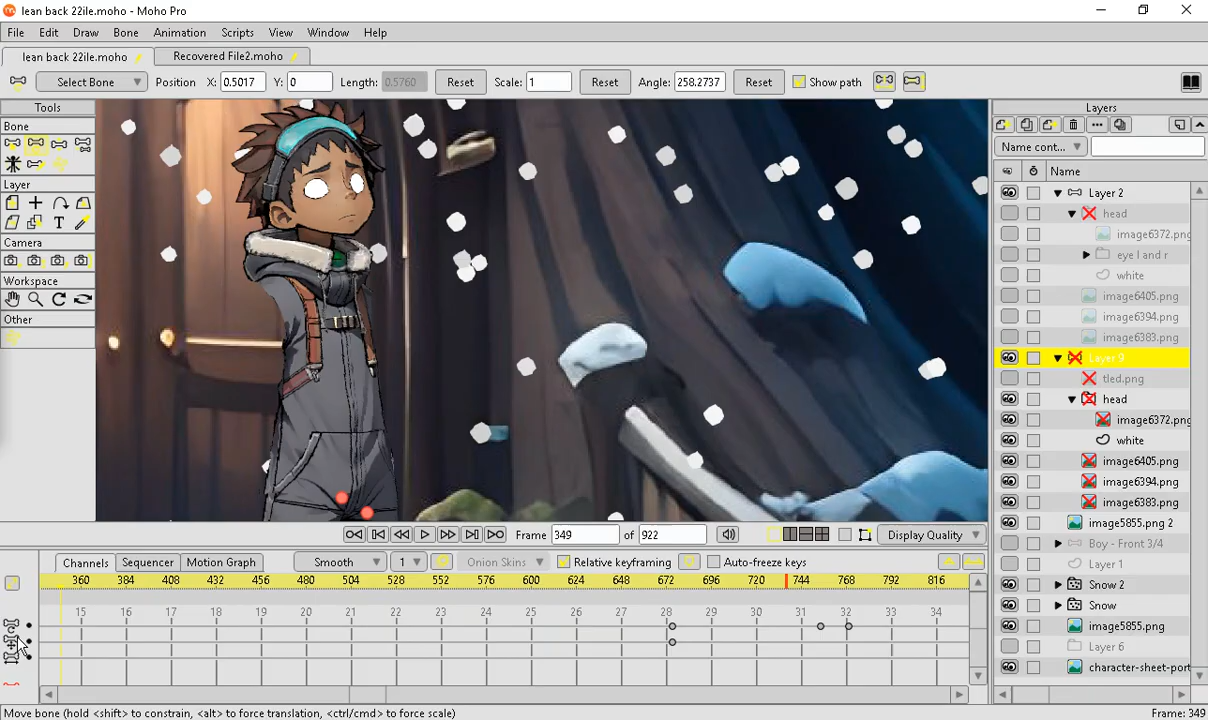 lean back 22ile.moho - Moho Pro
File Edit Draw Bone Animation Scripts View Window Help
lean back 22ile.moho Recovered File2.moho
Select Bone Position X: 0.5017 Y: 0 Length: 0.5760 Reset Scale: 1 Reset Angle: 258.2737 Reset Show path
Tools
Bone
Layer
Camera
Workspace
Other
Layers
Name cont...
Name
Layer 2
head
image6372.png
eye l and r
white
image6405.png
image6394.png
image6383.png
Layer 9
tled.png
head
image6372.png
white
image6405.png
image6394.png
image6383.png
image5855.png 2
Boy - Front 3/4
Layer 1
Snow 2
Snow
image5855.png
Layer 6
character-sheet-port
Frame 349 of 922 Display Quality
Channels Sequencer Motion Graph Smooth 1 Onion Skins Relative keyframing Auto-freeze keys
360 384 408 432 456 480 504 528 552 576 600 624 648 672 696 720 744 768 792 816
15 16 17 18 19 20 21 22 23 24 25 26 27 28 29 30 31 32 33 34
Move bone (hold <shift> to constrain, <alt> to force translation, <ctrl/cmd> to force scale) Frame: 349